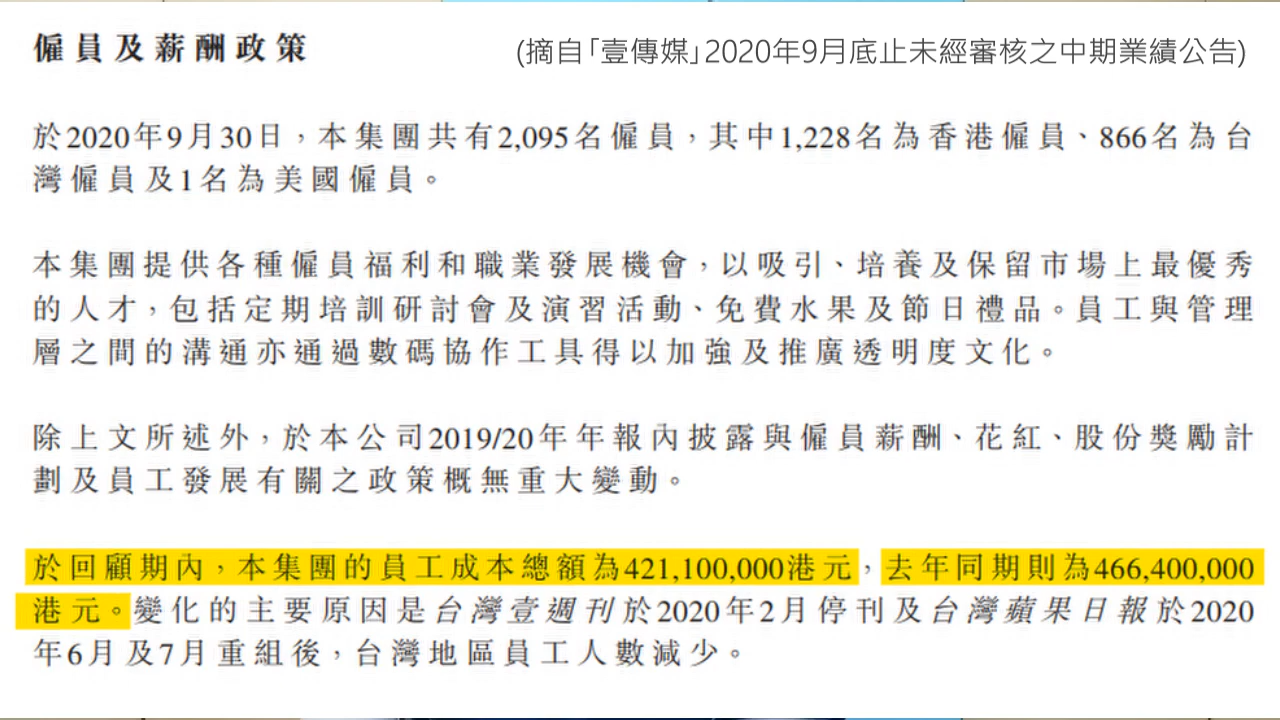 僱員及薪酬政策
(摘自「壹傳媒」2020年9月底止未經審核之中期業績公告)
於2020年9月30日，本集團共有2,095名僱員，其中1,228名為香港僱員、866名為台
灣僱員及1名為美國僱員。
本集團提供各種僱員福利和職業發展機會，以吸引、培養及保留市場上最優秀
的人才，包括定期培訓研討會及演習活動、免費水果及節日禮品。員工與管理
層之間的溝通亦通過數碼協作工具得以加強及推廣透明度文化。
除上文所述外，於本公司2019/20年年報內披露與僱員薪酬、花紅、股份獎勵計
劃及員工發展有關之政策概無重大變動。
於回顧期內，本集團的員工成本總額為421,100,000港元，去年同期則為466,400,000
港元。變化的主要原因是台灣壹週刊於2020年2月停刊及台灣蘋果日報於2020
年6月及7月重組後，台灣地區員工人數減少。